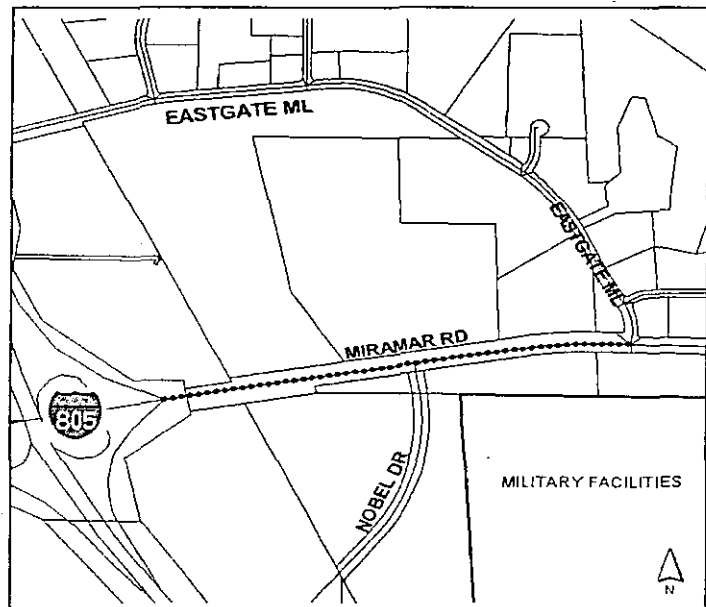 EASTGATE ML
EASTGATE ML
MIRAMAR RD
805
NOBEL DR
MILITARY FACILITIES
N